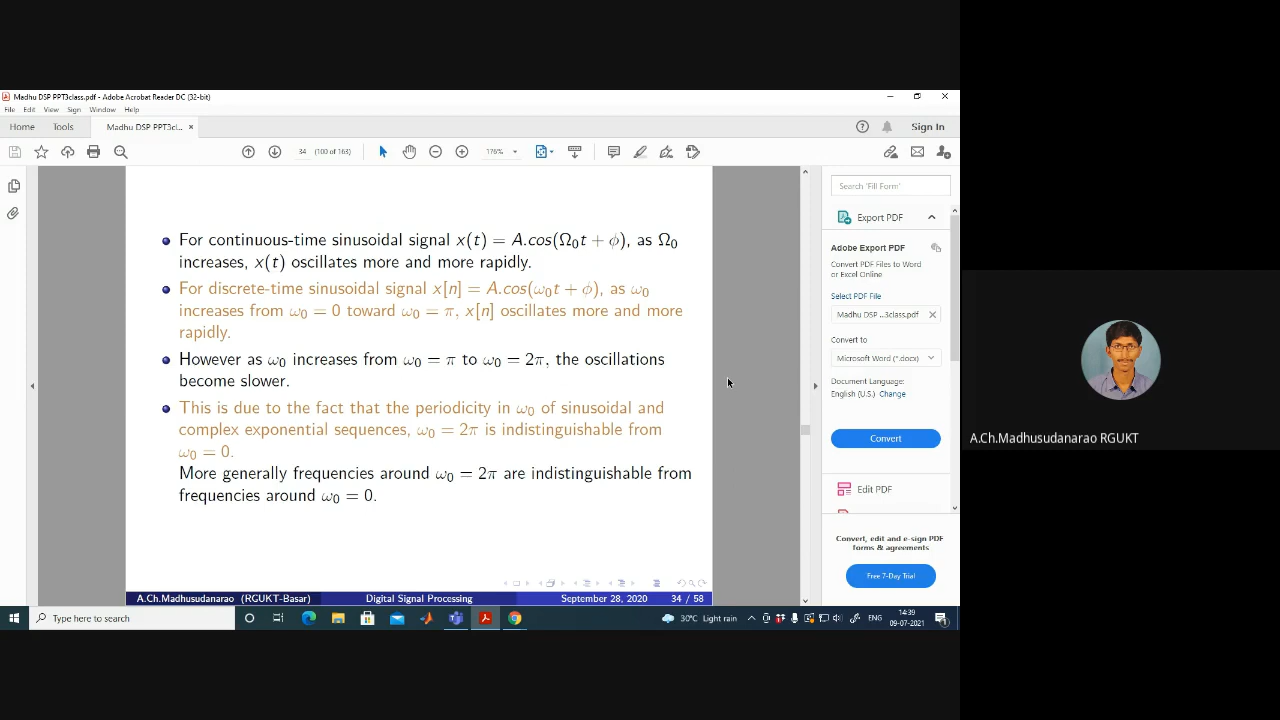 Madhu DSP PPT3class.pdf - Adobe Acrobat Reader DC (32-bit)
File Edit View Sign Window Help
Home Tools Madhu DSP PPT3cl... × Sign In
34 (100 of 163) 176%
For continuous-time sinusoidal signal x(t) = A.cos(Ω₀t + ϕ), as Ω₀
increases, x(t) oscillates more and more rapidly.
For discrete-time sinusoidal signal x[n] = A.cos(ω₀t + ϕ), as ω₀
increases from ω₀ = 0 toward ω₀ = π, x[n] oscillates more and more
rapidly.
However as ω₀ increases from ω₀ = π to ω₀ = 2π, the oscillations
become slower.
This is due to the fact that the periodicity in ω₀ of sinusoidal and
complex exponential sequences, ω₀ = 2π is indistinguishable from
ω₀ = 0.
More generally frequencies around ω₀ = 2π are indistinguishable from
frequencies around ω₀ = 0.
A.Ch.Madhusudanarao (RGUKT-Basar) Digital Signal Processing September 28, 2020 34 / 58
Search 'Fill Form'
Export PDF
Adobe Export PDF
Convert PDF Files to Word
or Excel Online
Select PDF File
Madhu DSP ...3class.pdf
Convert to
Microsoft Word (*.docx)
Document Language:
English (U.S.) Change
Convert
Edit PDF
Convert, edit and e-sign PDF
forms & agreements
Free 7-Day Trial
Type here to search
30°C Light rain ENG
14:39
09-07-2021
A.Ch.Madhusudanarao RGUKT